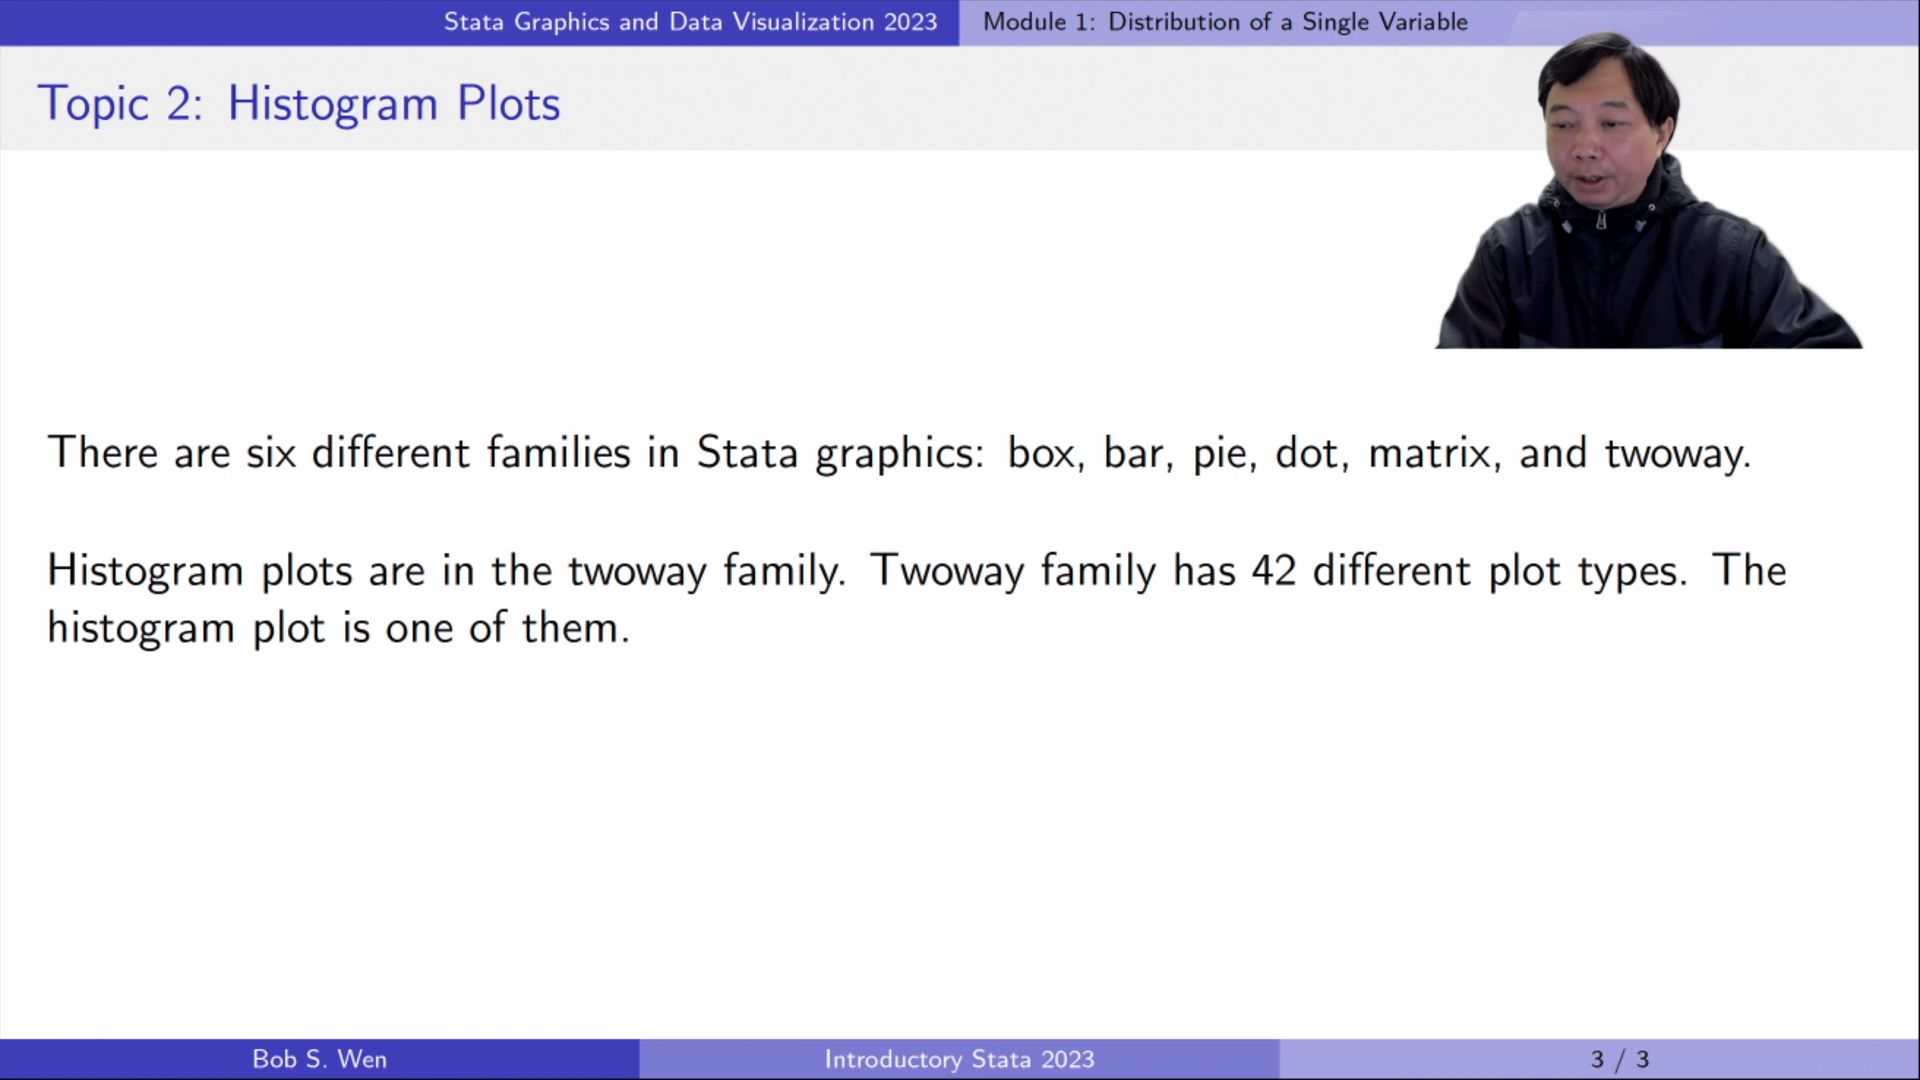 Stata Graphics and Data Visualization 2023
Module 1: Distribution of a Single Variable
Topic 2: Histogram Plots
There are six different families in Stata graphics: box, bar, pie, dot, matrix, and twoway.
Histogram plots are in the twoway family. Twoway family has 42 different plot types. The
histogram plot is one of them.
Bob S. Wen
Introductory Stata 2023
3 / 3